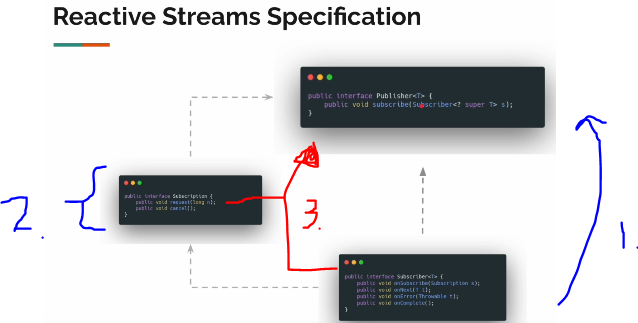 Reactive Streams Specification
public interface Publisher<T> {
public void subscribe(Subscriber<? super T> s);
}
public interface Subscription {
public void request(long n);
public void cancel();
}
2.
3.
1.
public interface Subscriber<T> {
public void onSubscribe(Subscription s);
public void onNext(T t);
public void onError(Throwable t);
public void onComplete();
}